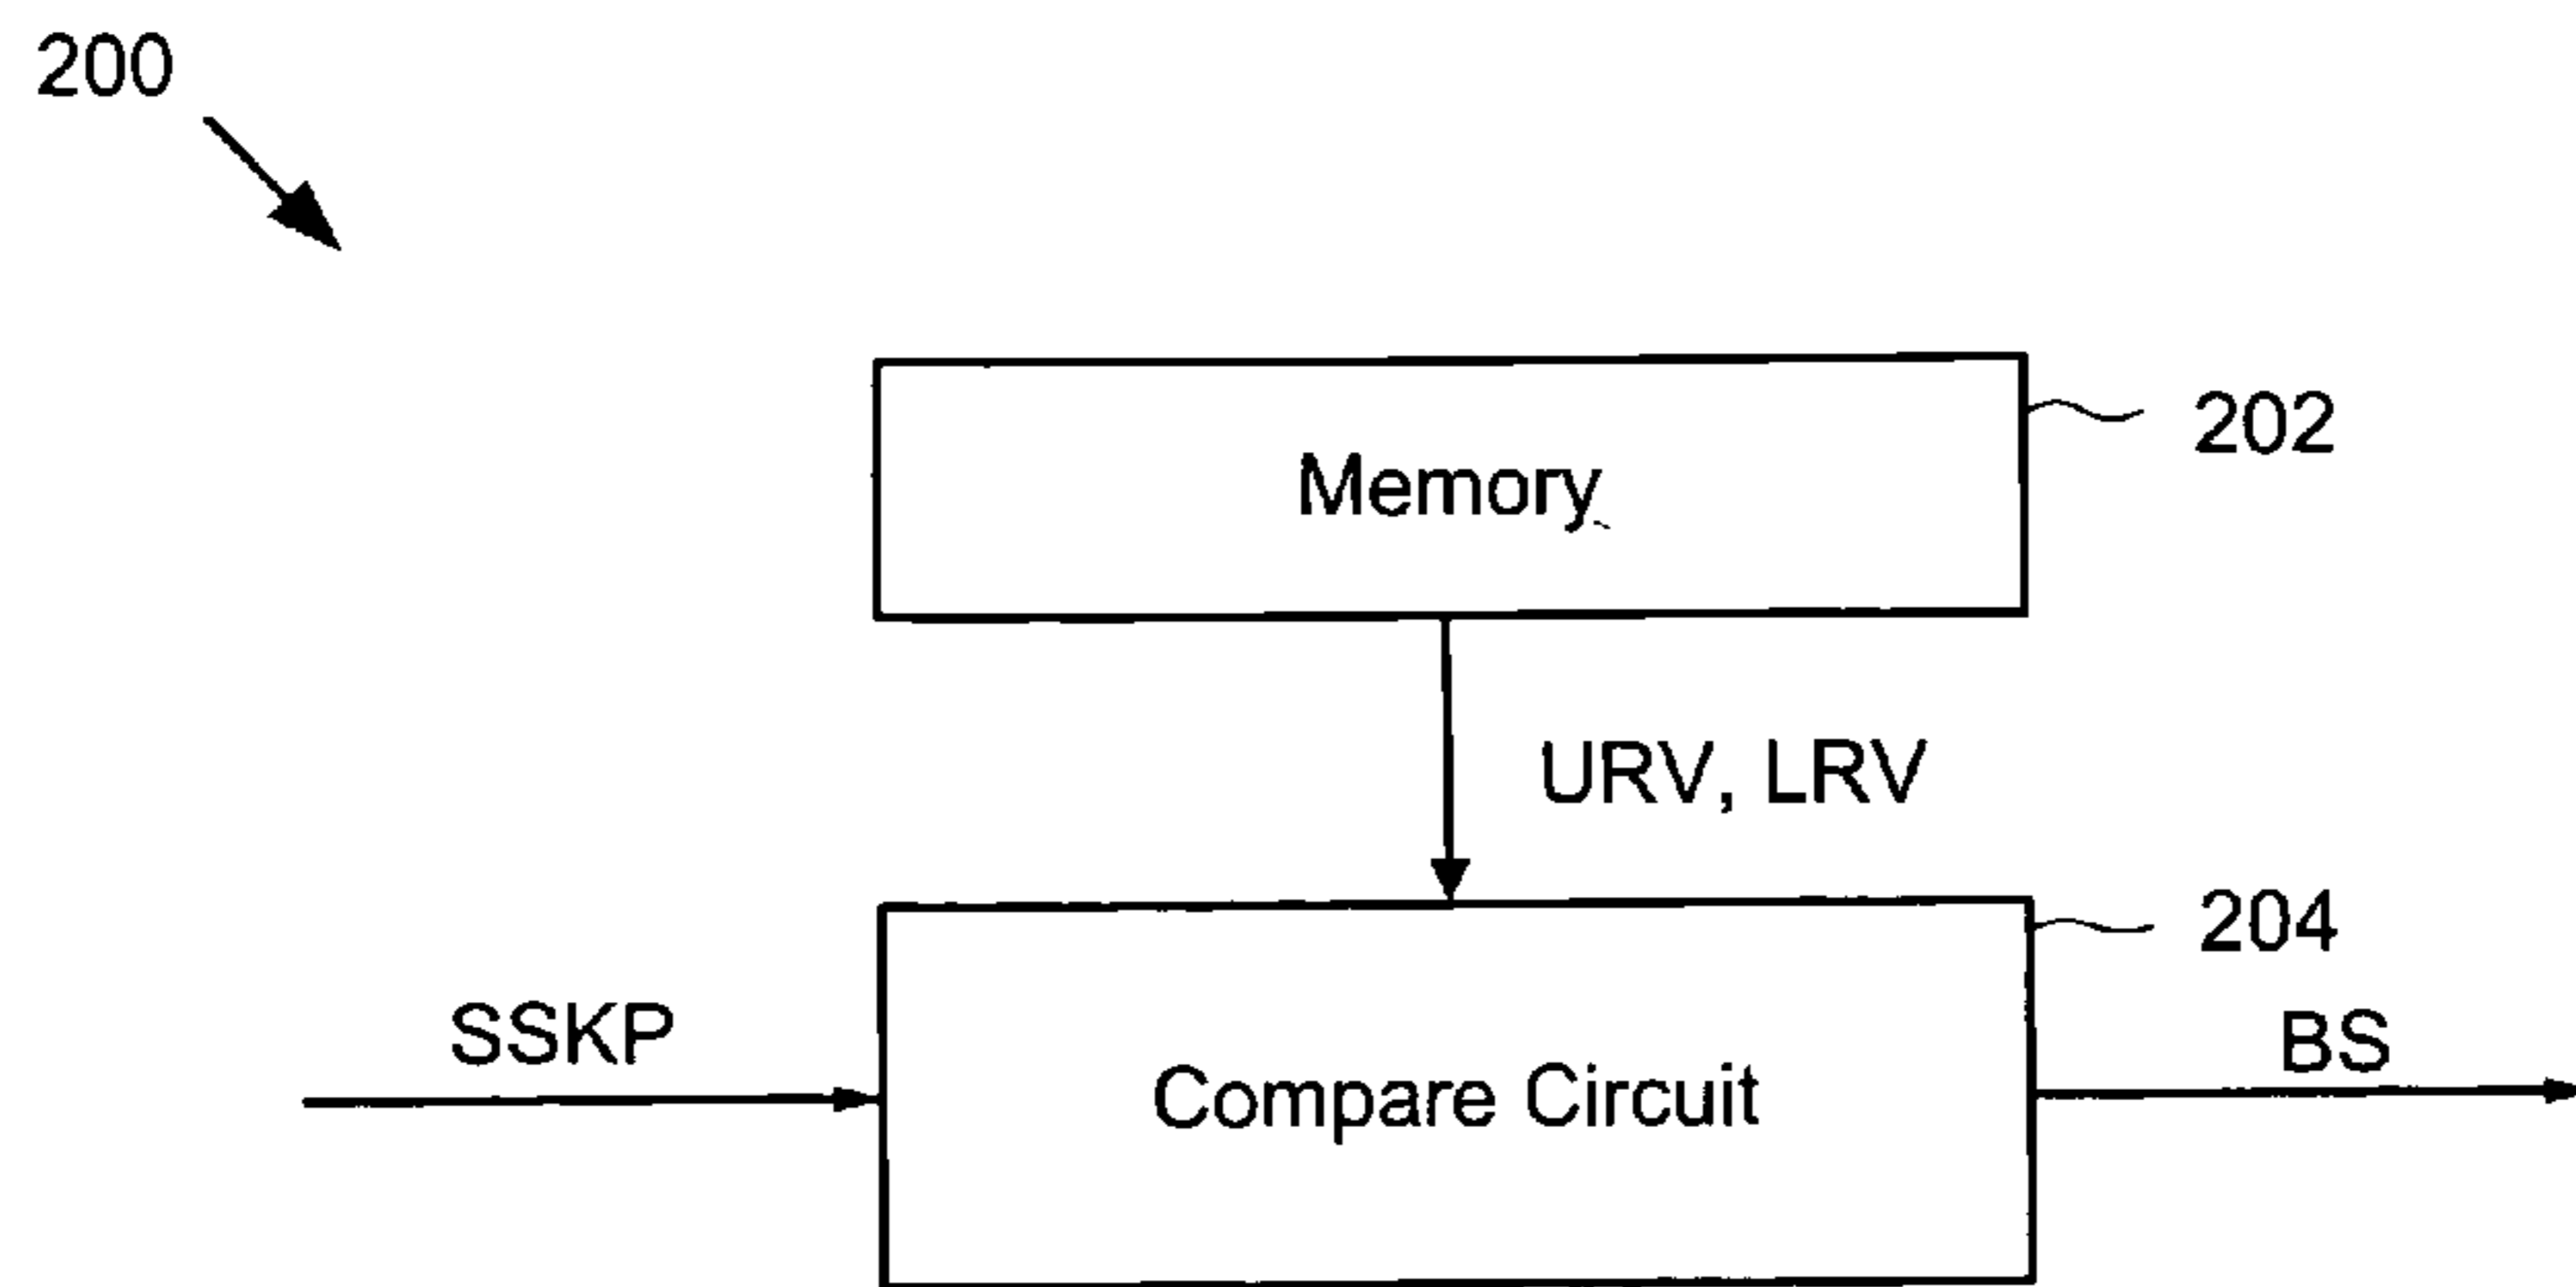 200
202
Memory
URV, LRV
204
SSKP
BS
Compare Circuit